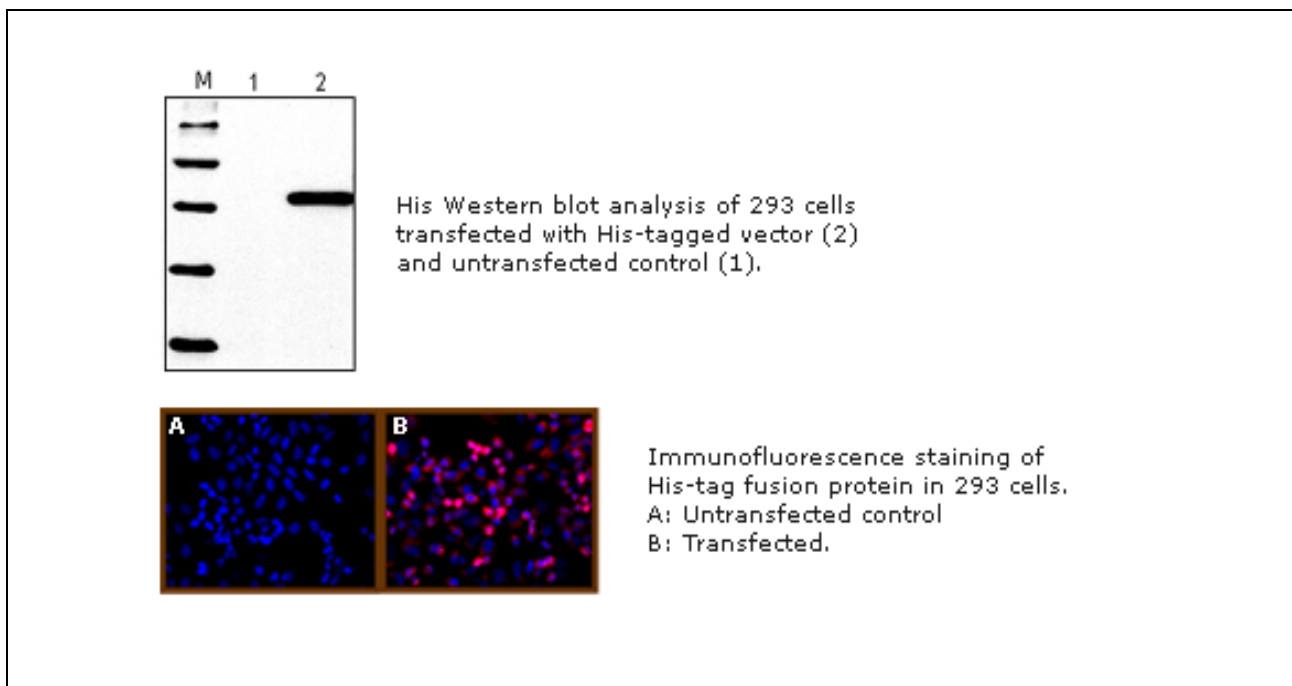 M 1 2
His Western blot analysis of 293 cells
transfected with His-tagged vector (2)
and untransfected control (1).
A B
Immunofluorescence staining of
His-tag fusion protein in 293 cells.
A: Untransfected control
B: Transfected.